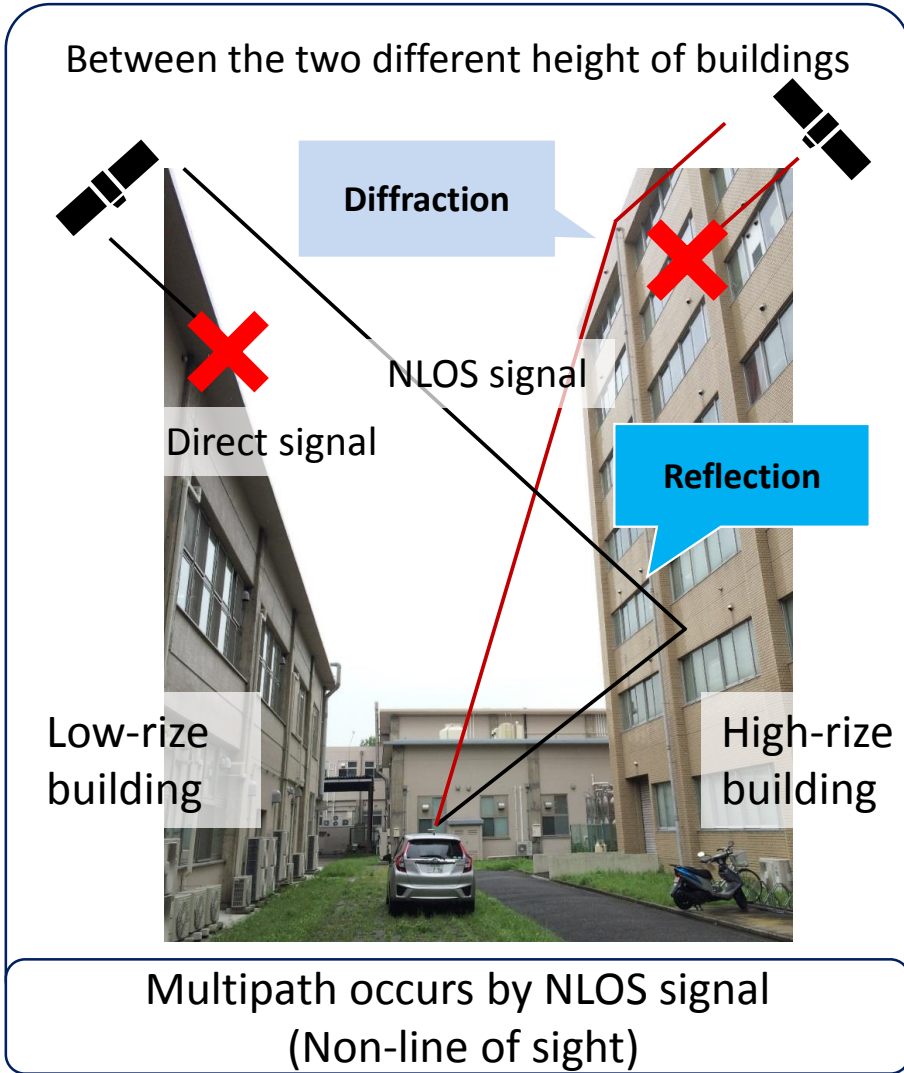 Between the two different height of buildings
Diffraction
NLOS signal
Direct signal
Reflection
Low-rize
building
High-rize
building
Multipath occurs by NLOS signal
(Non-line of sight)